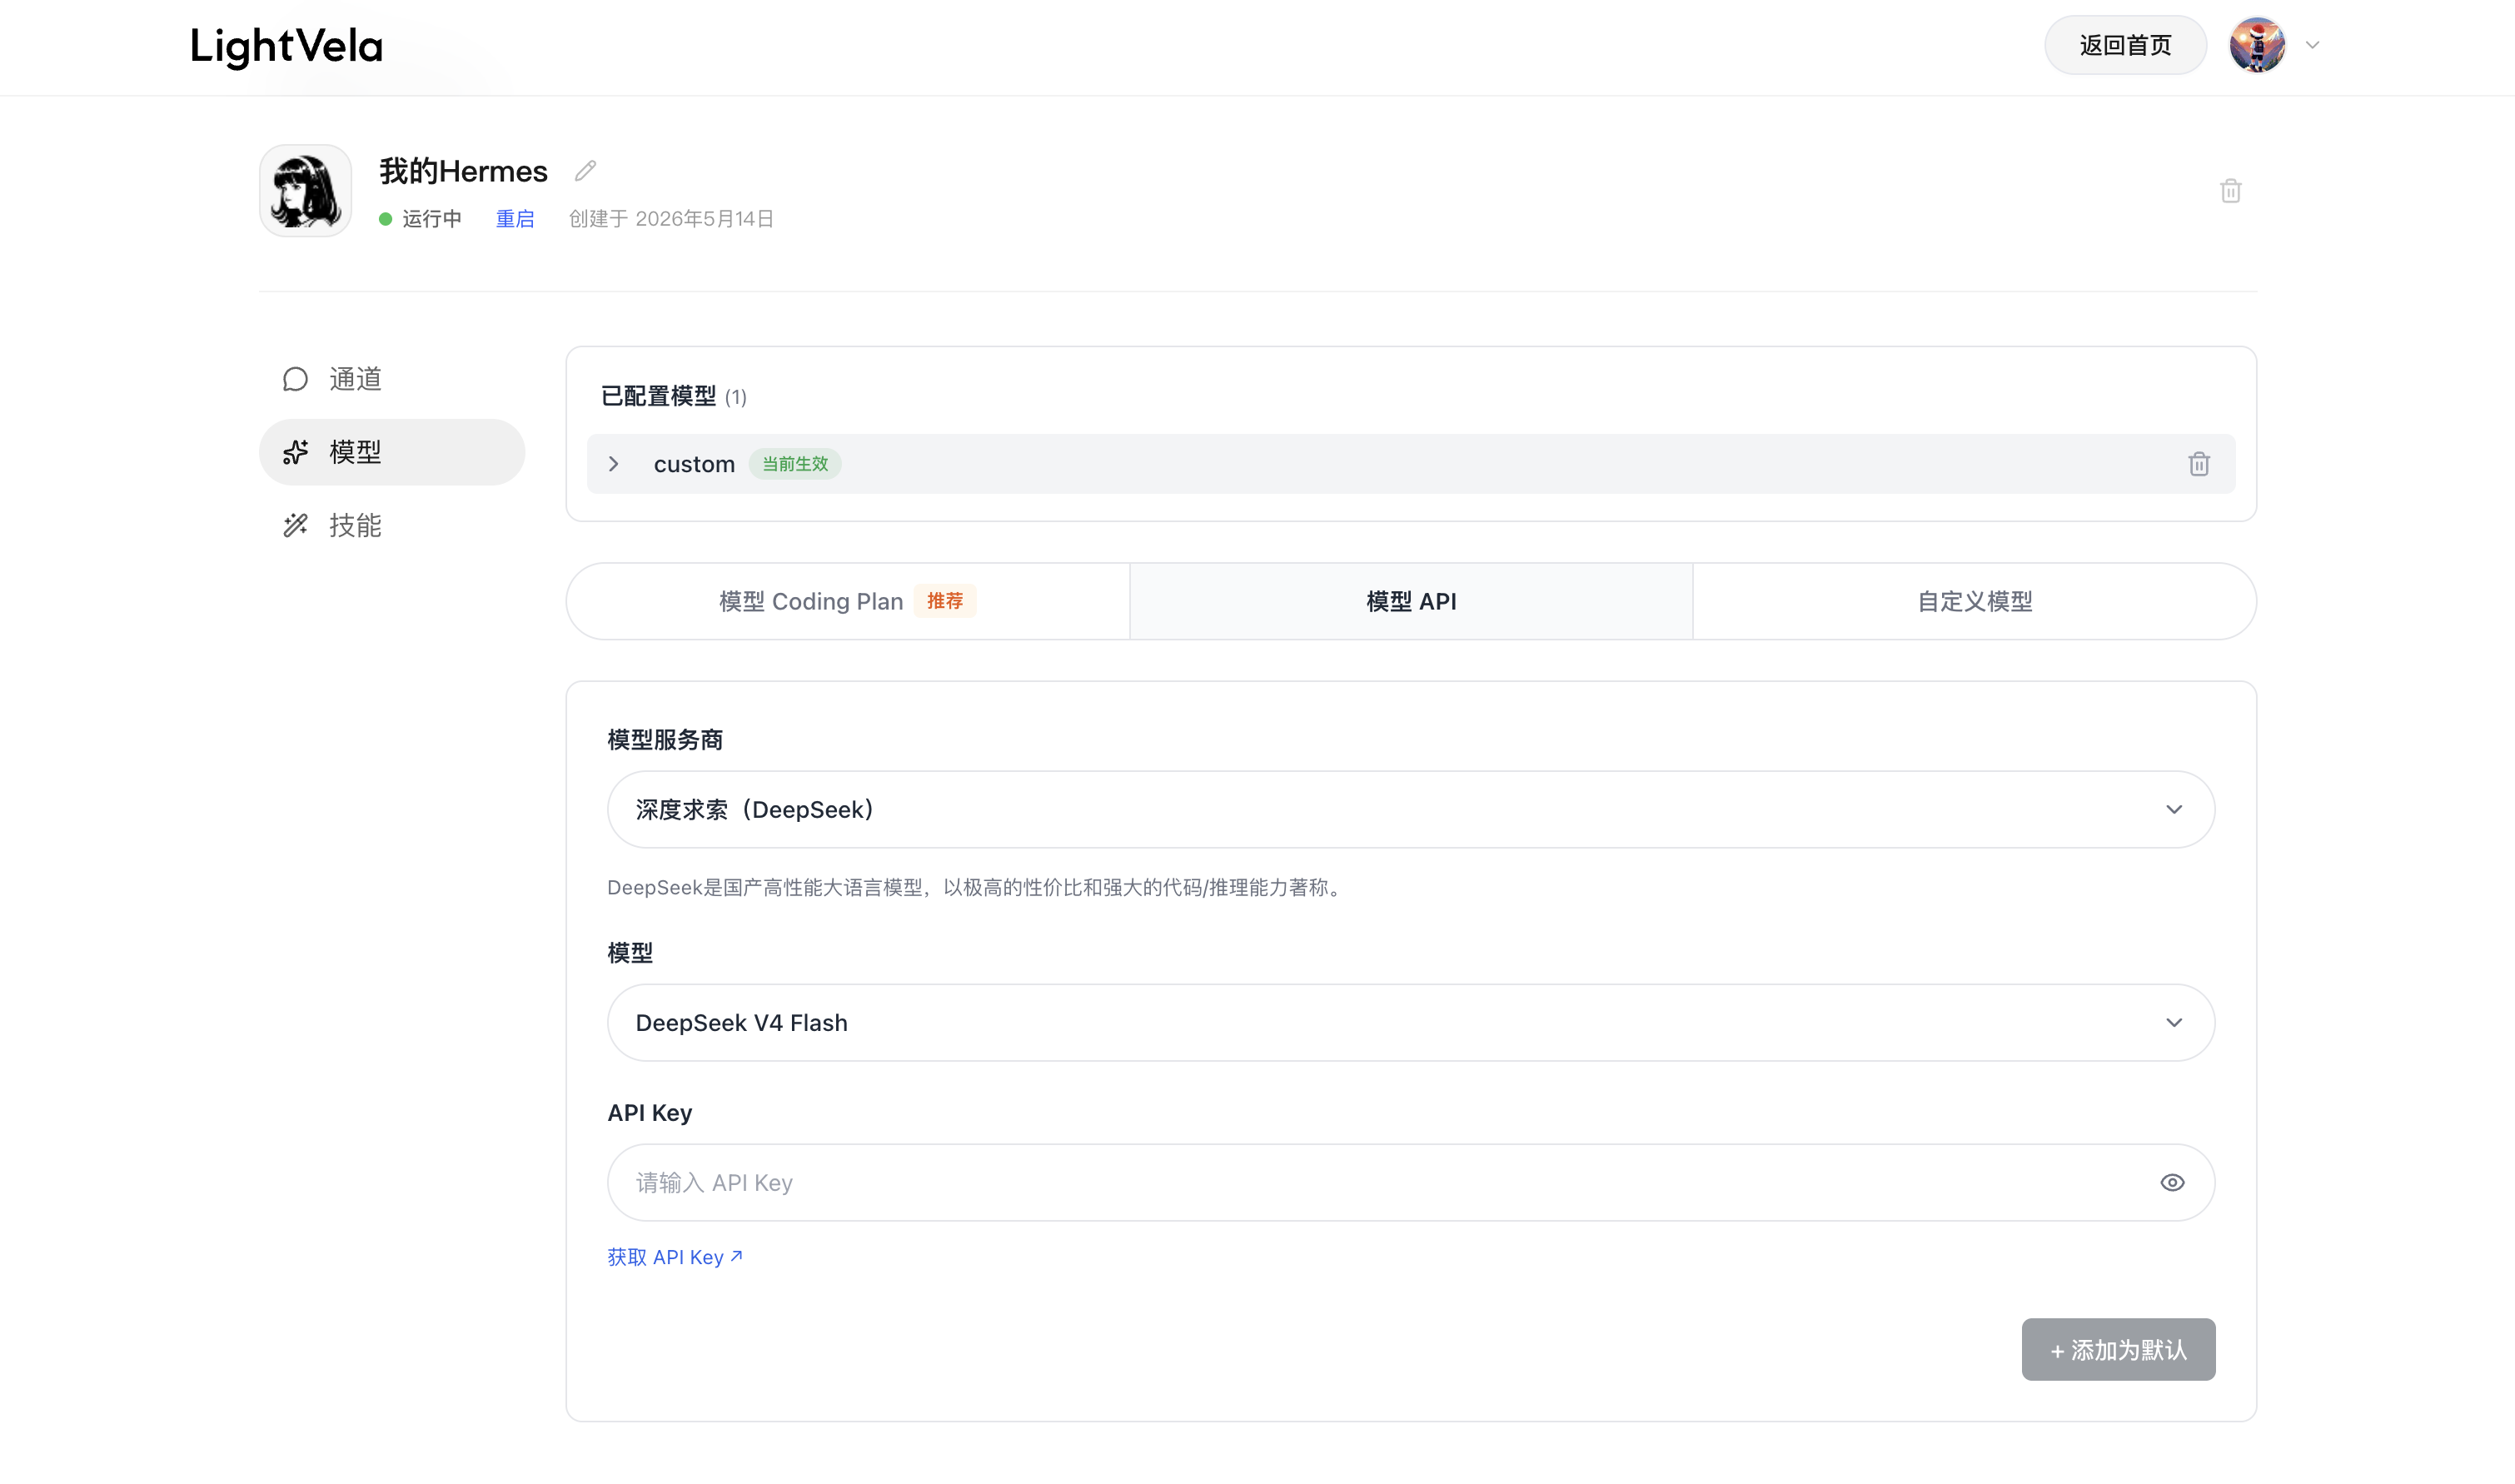 LightVela
返回首页
我的Hermes
运行中 重启 创建于 2026年5月14日
通道
模型
技能
已配置模型 (1)
custom 当前生效
模型 Coding Plan 推荐
模型 API
自定义模型
模型服务商
深度求索（DeepSeek）
DeepSeek是国产高性能大语言模型，以极高的性价比和强大的代码/推理能力著称。
模型
DeepSeek V4 Flash
API Key
请输入 API Key
获取 API Key ↗
+ 添加为默认